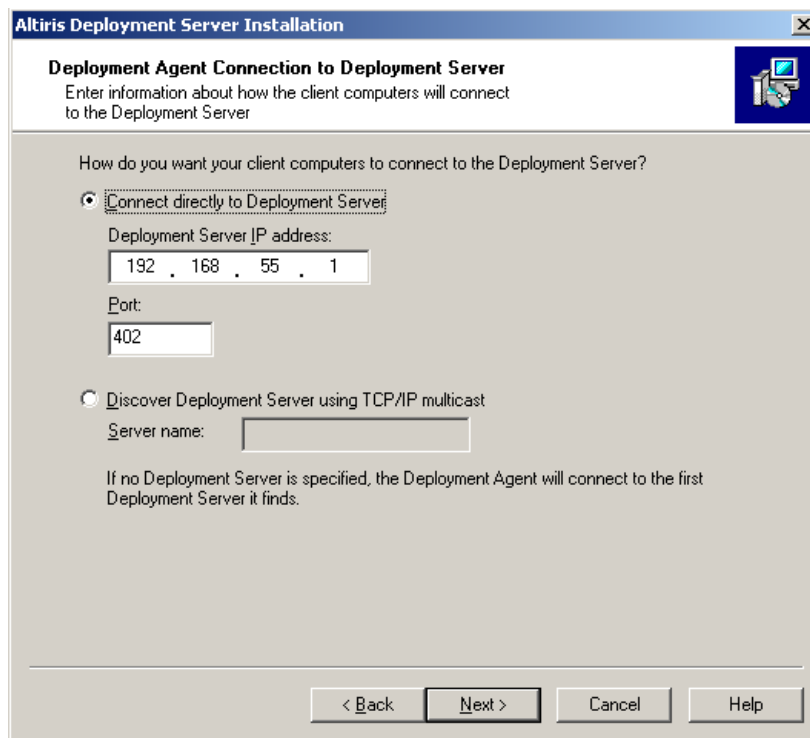 Altiris Deployment Server Installation
Deployment Agent Connection to Deployment Server
Enter information about how the client computers will connect
to the Deployment Server
How do you want your client computers to connect to the Deployment Server?
Connect directly to Deployment Server
Deployment Server IP address:
192 . 168 . 55 . 1
Port:
402
Discover Deployment Server using TCP/IP multicast
Server name:
If no Deployment Server is specified, the Deployment Agent will connect to the first
Deployment Server it finds.
< Back Next > Cancel Help